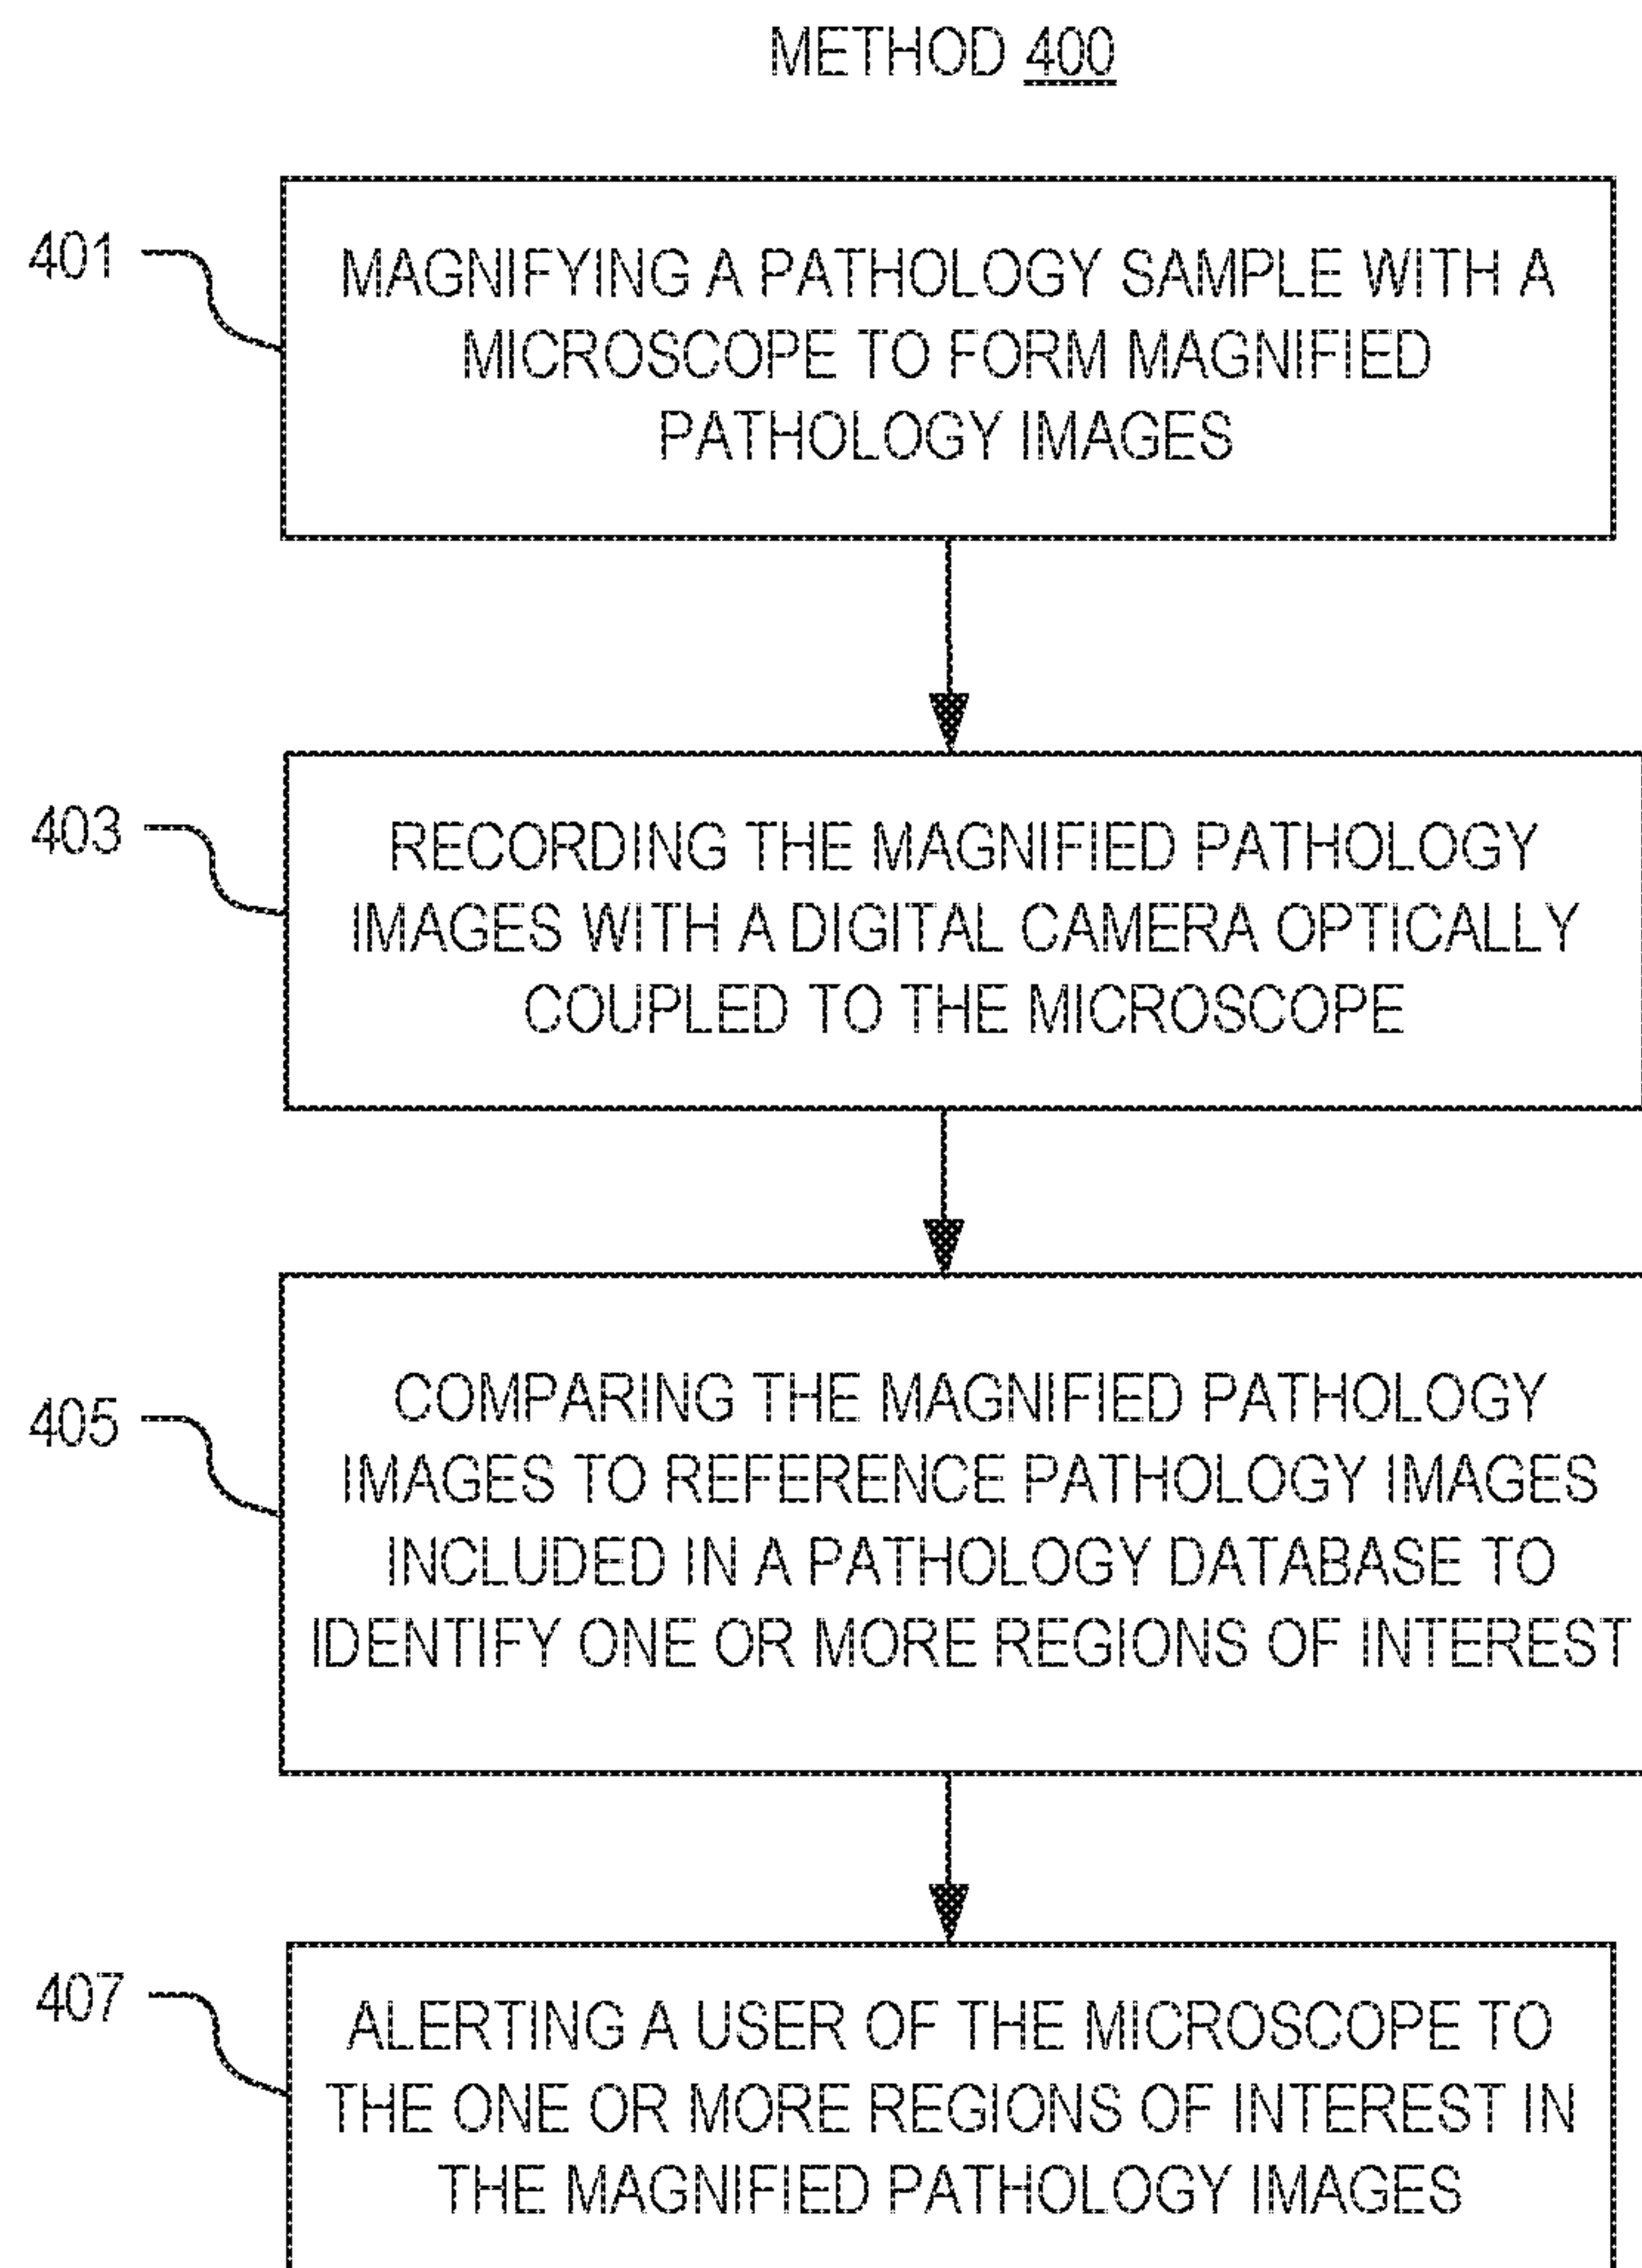 METHOD 400
401
MAGNIFYING A PATHOLOGY SAMPLE WITH A
MICROSCOPE TO FORM MAGNIFIED
PATHOLOGY IMAGES
403
RECORDING THE MAGNIFIED PATHOLOGY
IMAGES WITH A DIGITAL CAMERA OPTICALLY
COUPLED TO THE MICROSCOPE
405
COMPARING THE MAGNIFIED PATHOLOGY
IMAGES TO REFERENCE PATHOLOGY IMAGES
INCLUDED IN A PATHOLOGY DATABASE TO
IDENTIFY ONE OR MORE REGIONS OF INTEREST
407
ALERTING A USER OF THE MICROSCOPE TO
THE ONE OR MORE REGIONS OF INTEREST IN
THE MAGNIFIED PATHOLOGY IMAGES